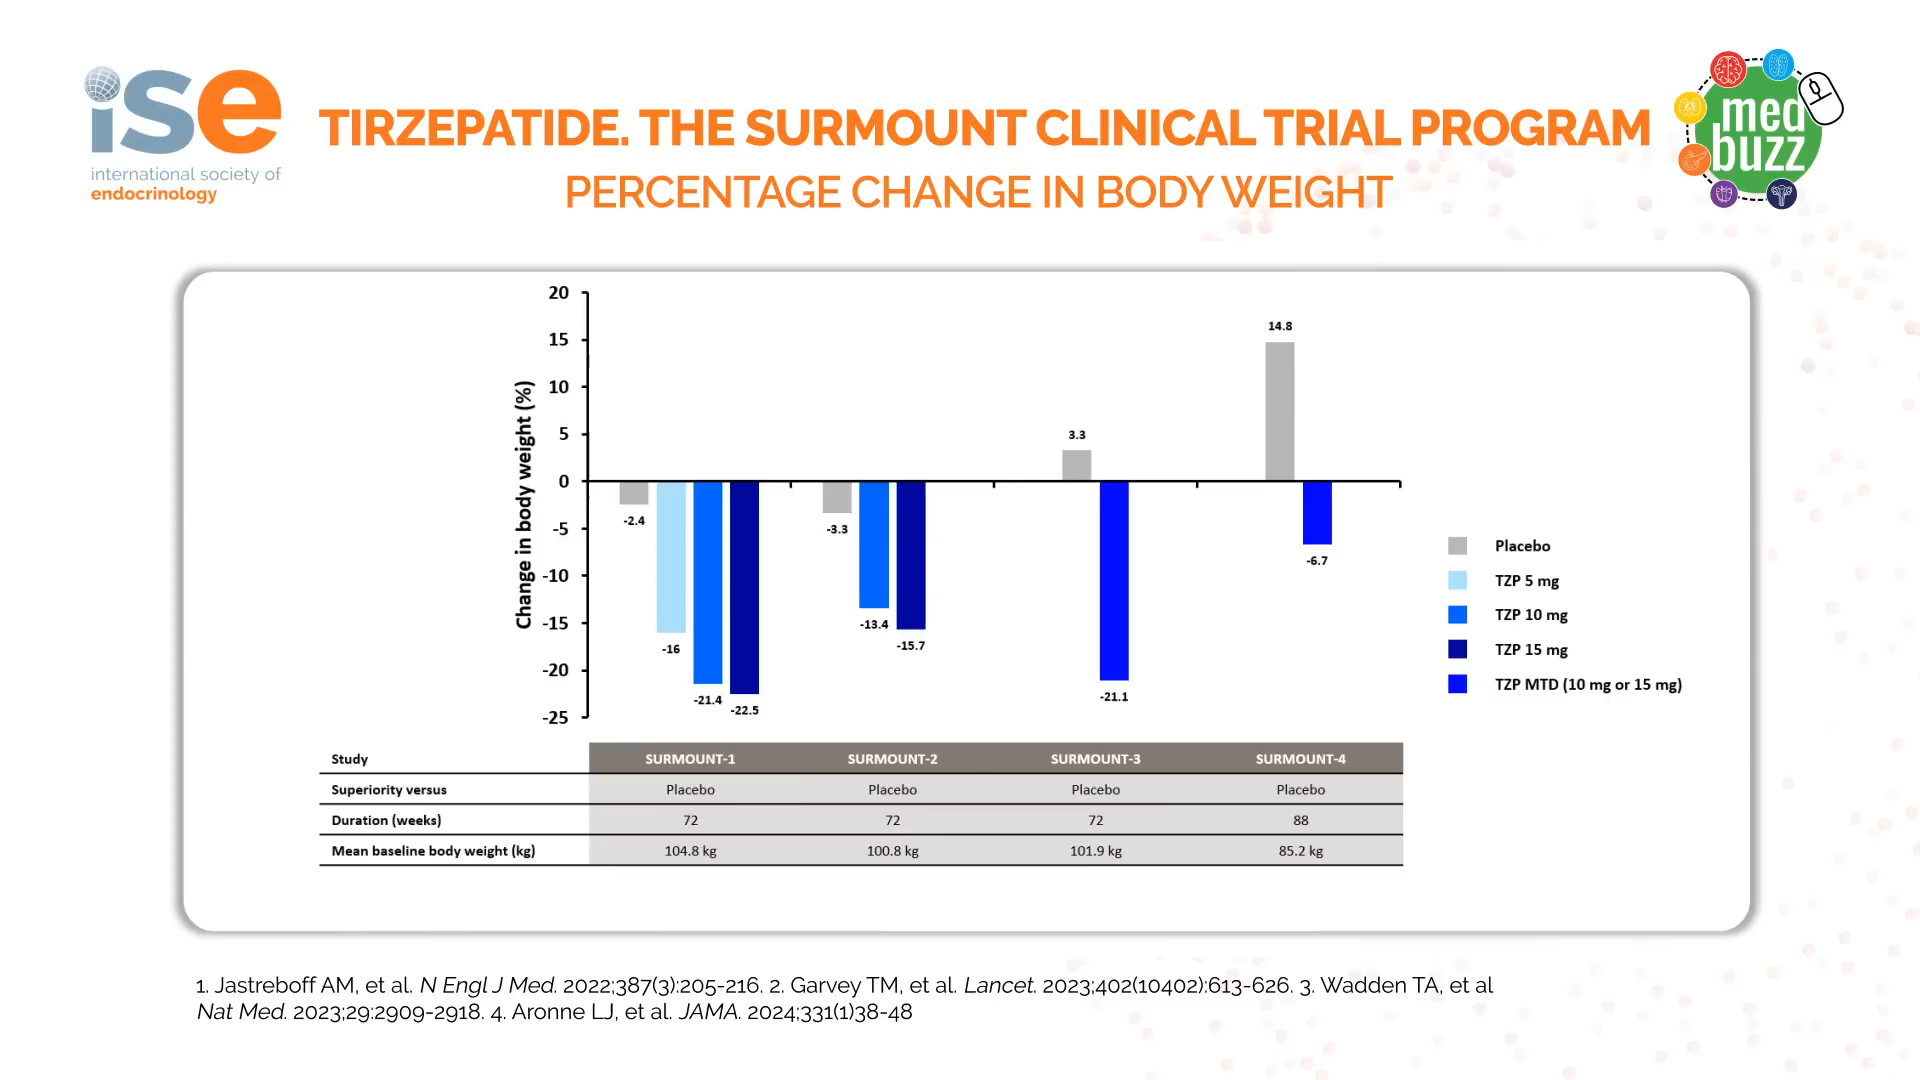 ise
international society of
endocrinology
TIRZEPATIDE. THE SURMOUNT CLINICAL TRIAL PROGRAM
PERCENTAGE CHANGE IN BODY WEIGHT
med
buzz
Change in body weight (%)
20
15
10
5
0
-5
-10
-15
-20
-25
-2.4
-16
-21.4
-22.5
-3.3
-13.4
-15.7
3.3
-21.1
14.8
-6.7
Placebo
TZP 5 mg
TZP 10 mg
TZP 15 mg
TZP MTD (10 mg or 15 mg)
Study SURMOUNT-1 SURMOUNT-2 SURMOUNT-3 SURMOUNT-4
Superiority versus Placebo Placebo Placebo Placebo
Duration (weeks) 72 72 72 88
Mean baseline body weight (kg) 104.8 kg 100.8 kg 101.9 kg 85.2 kg
1. Jastreboff AM, et al. N Engl J Med. 2022;387(3):205-216. 2. Garvey TM, et al. Lancet. 2023;402(10402):613-626. 3. Wadden TA, et al
Nat Med. 2023;29:2909-2918. 4. Aronne LJ, et al. JAMA. 2024;331(1)38-48